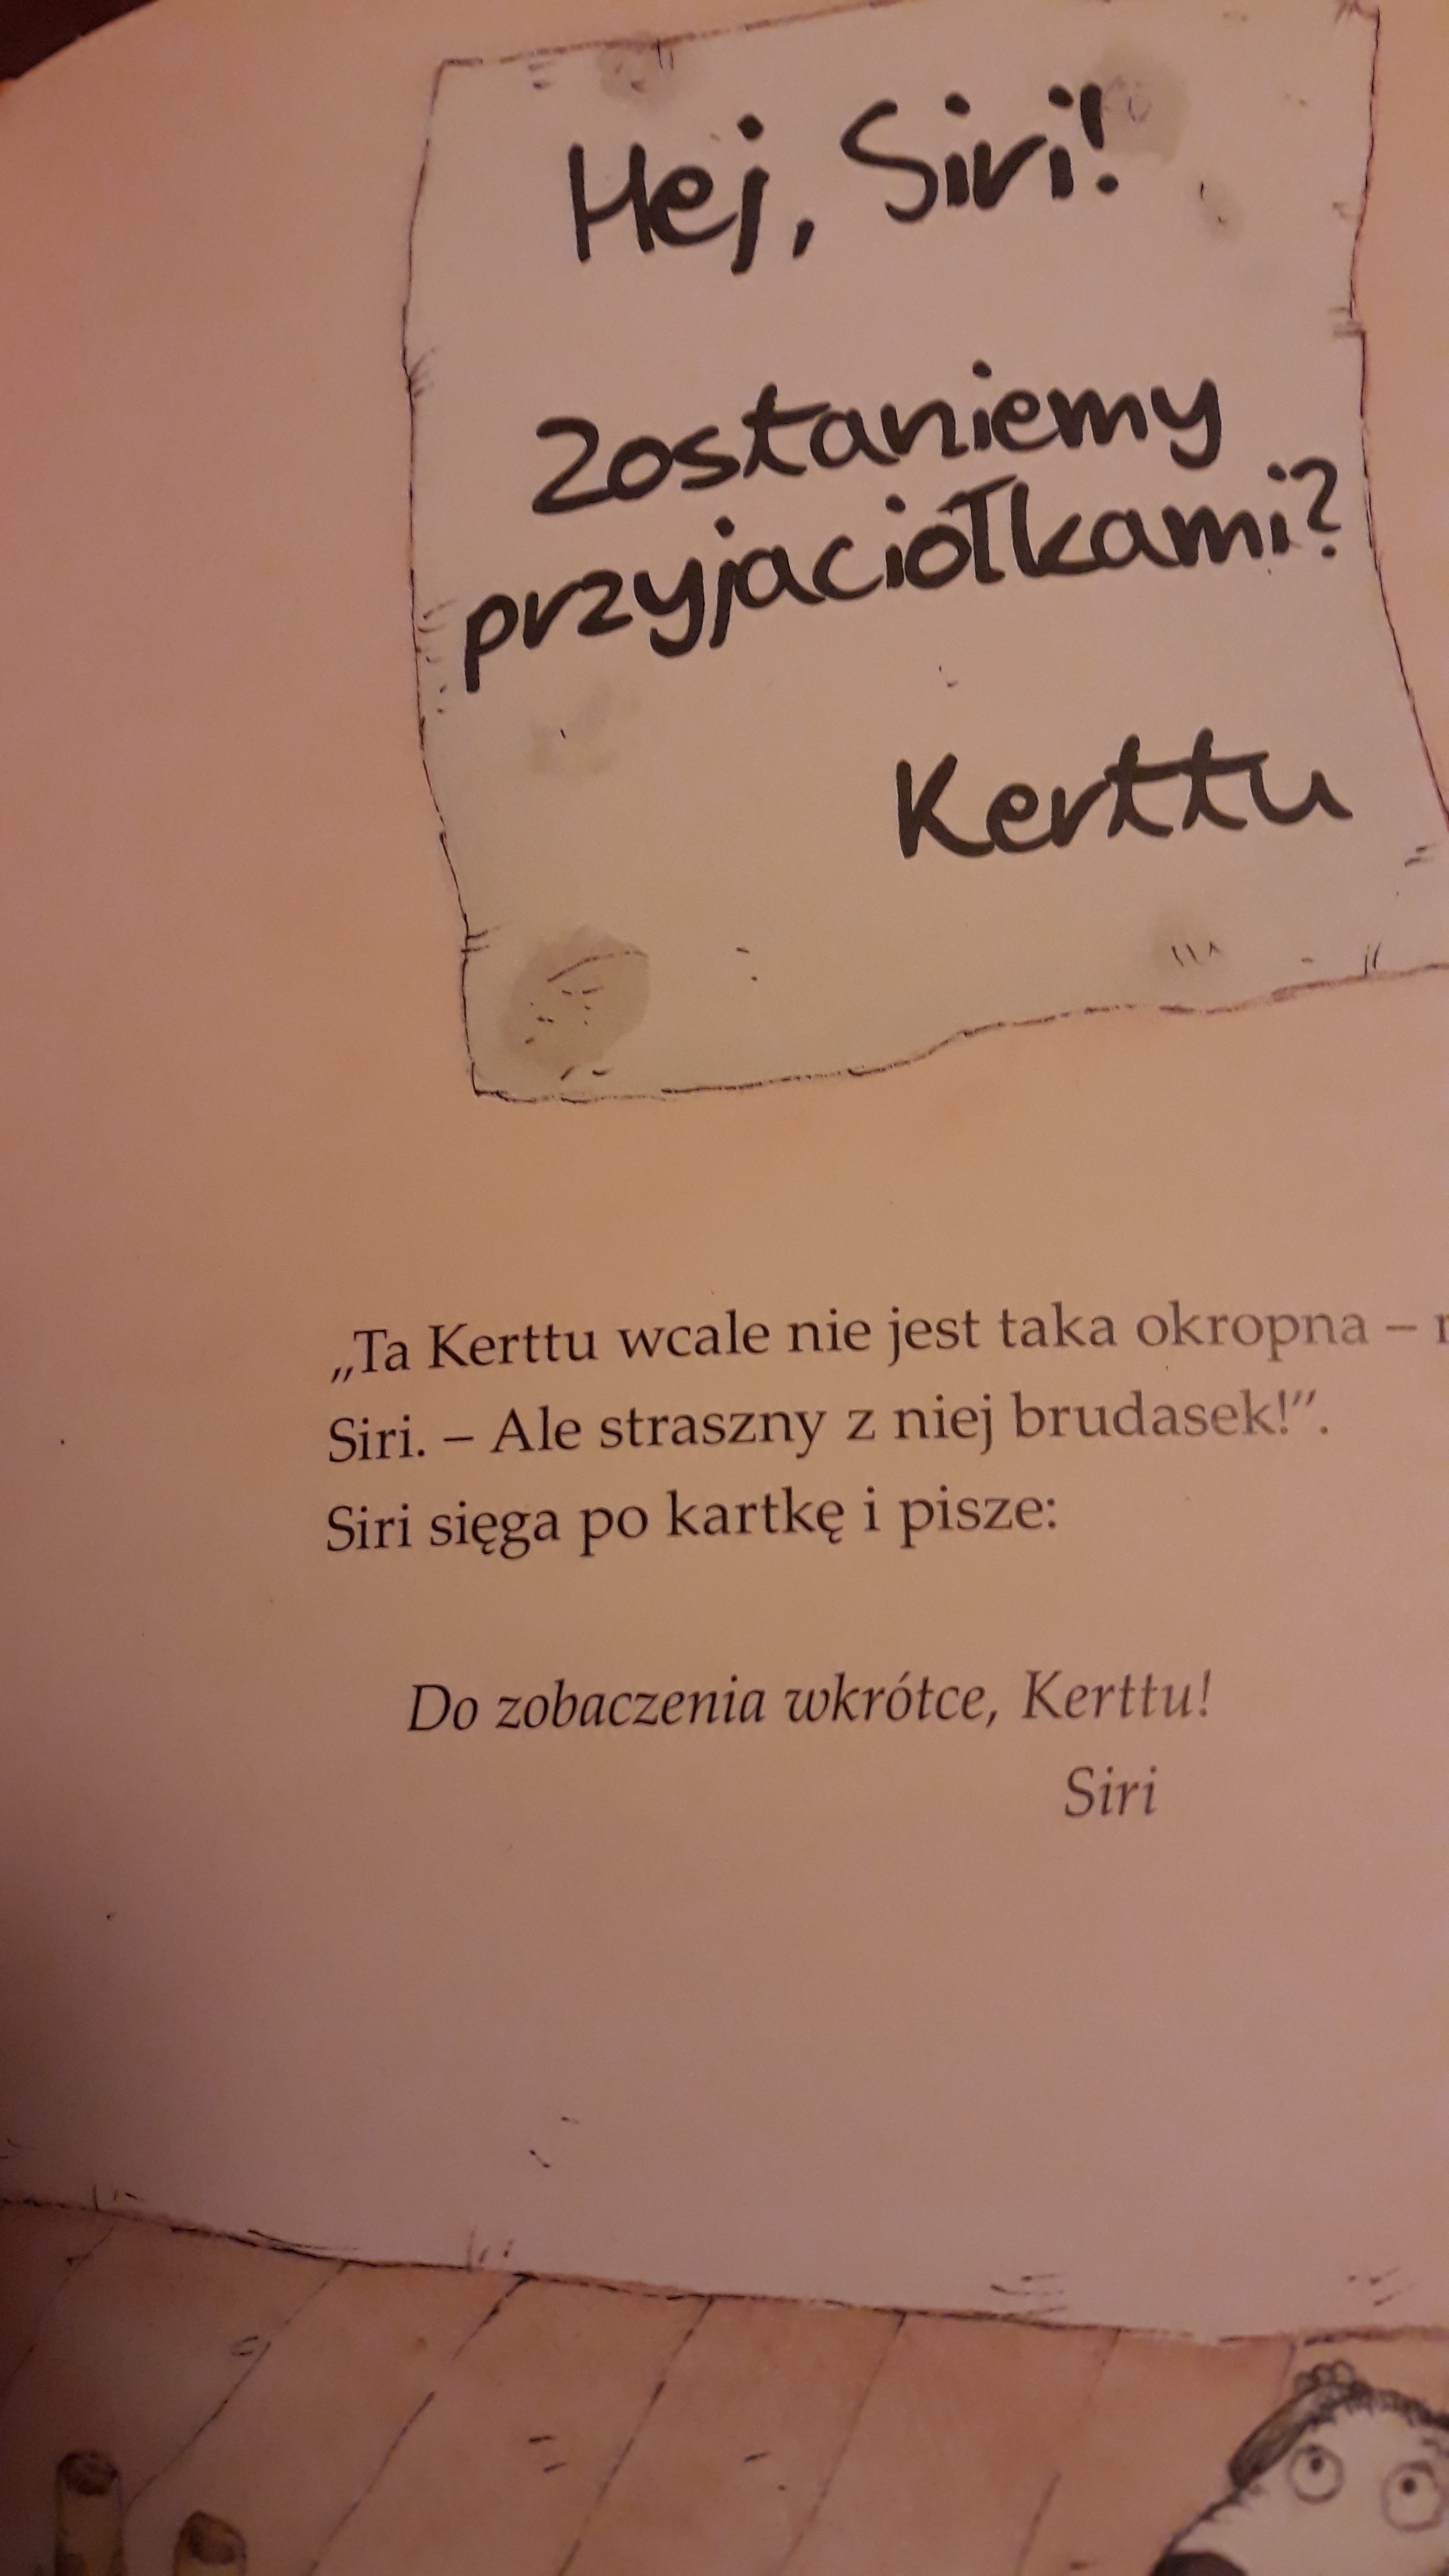 Hej, Siri!
Zostaniemy
przyjaciółkami?
Kerttu
„Ta Kerttu wcale nie jest taka okropna –
Siri. – Ale straszny z niej brudasek!”.
Siri sięga po kartkę i pisze:
Do zobaczenia wkrótce, Kerttu!
Siri